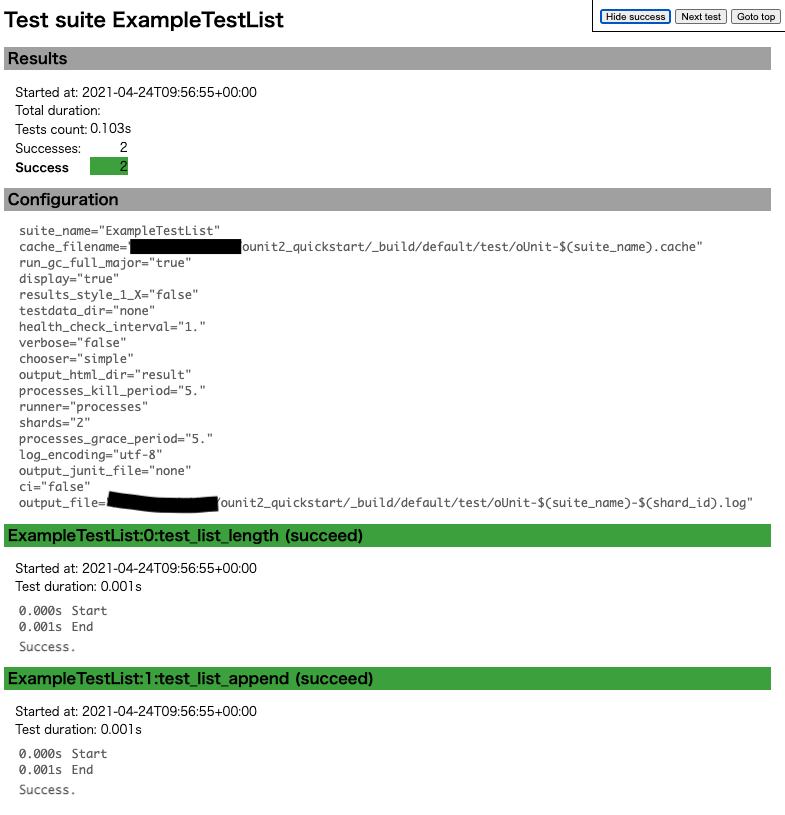 Test suite ExampleTestList
Hide success Next test Goto top
Results
Started at: 2021-04-24T09:56:55+00:00
Total duration:
Tests count: 0.103s
Successes: 2
Success 2
Configuration
suite_name="ExampleTestList"
cache_filename="ounit2_quickstart/_build/default/test/oUnit-$(suite_name).cache"
run_gc_full_major="true"
display="true"
results_style_1_X="false"
testdata_dir="none"
health_check_interval="1."
verbose="false"
chooser="simple"
output_html_dir="result"
processes_kill_period="5."
runner="processes"
shards="2"
processes_grace_period="5."
log_encoding="utf-8"
output_junit_file="none"
ci="false"
output_file=/ounit2_quickstart/_build/default/test/oUnit-$(suite_name)-$(shard_id).log"
ExampleTestList:0:test_list_length (succeed)
Started at: 2021-04-24T09:56:55+00:00
Test duration: 0.001s
0.000s Start
0.001s End
Success.
ExampleTestList:1:test_list_append (succeed)
Started at: 2021-04-24T09:56:55+00:00
Test duration: 0.001s
0.000s Start
0.001s End
Success.